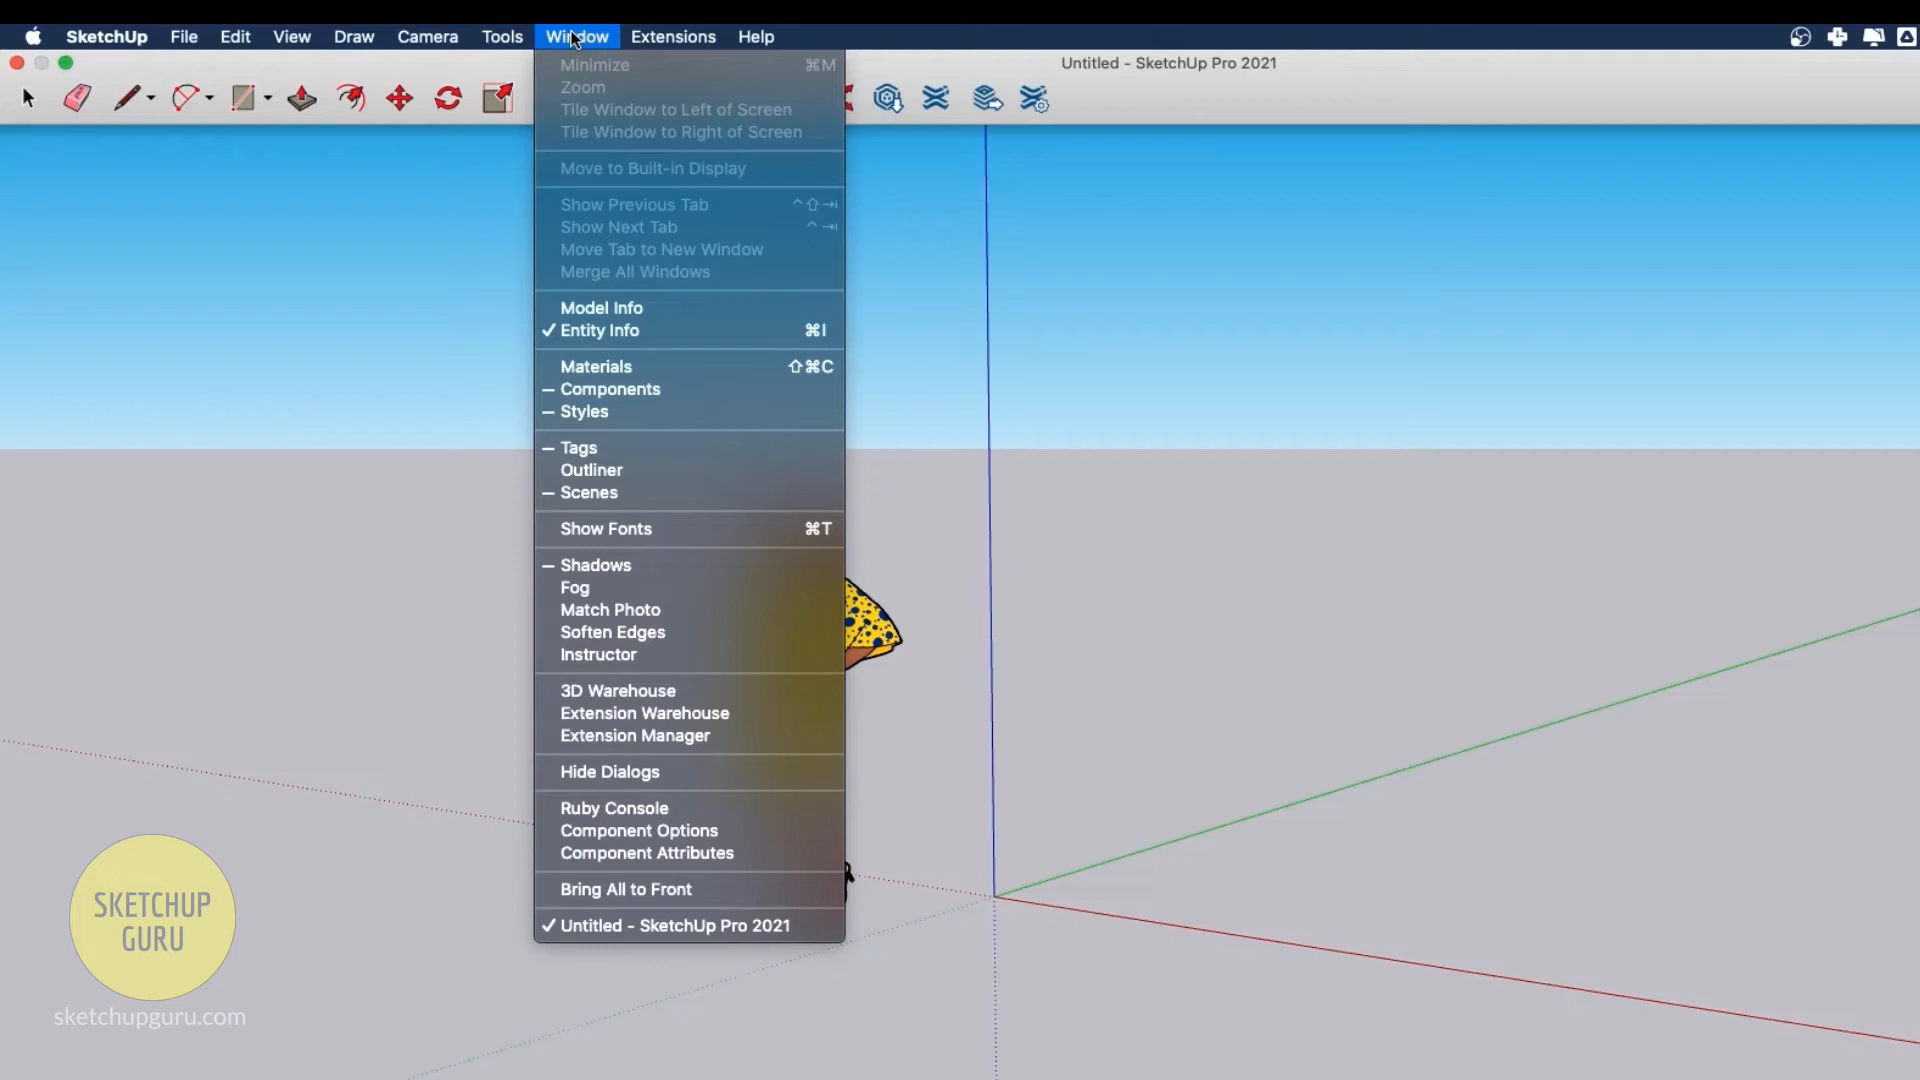 SketchUp File Edit View Draw Camera Tools Window Extensions Help
Untitled - SketchUp Pro 2021
Minimize ⌘M
Zoom
Tile Window to Left of Screen
Tile Window to Right of Screen
Move to Built-in Display
Show Previous Tab ^⇧⇥
Show Next Tab ^⇥
Move Tab to New Window
Merge All Windows
Model Info
✓ Entity Info ⌘I
Materials ⇧⌘C
– Components
– Styles
– Tags
Outliner
– Scenes
Show Fonts ⌘T
– Shadows
Fog
Match Photo
Soften Edges
Instructor
3D Warehouse
Extension Warehouse
Extension Manager
Hide Dialogs
Ruby Console
Component Options
Component Attributes
Bring All to Front
✓ Untitled - SketchUp Pro 2021
SKETCHUP
GURU
sketchupguru.com